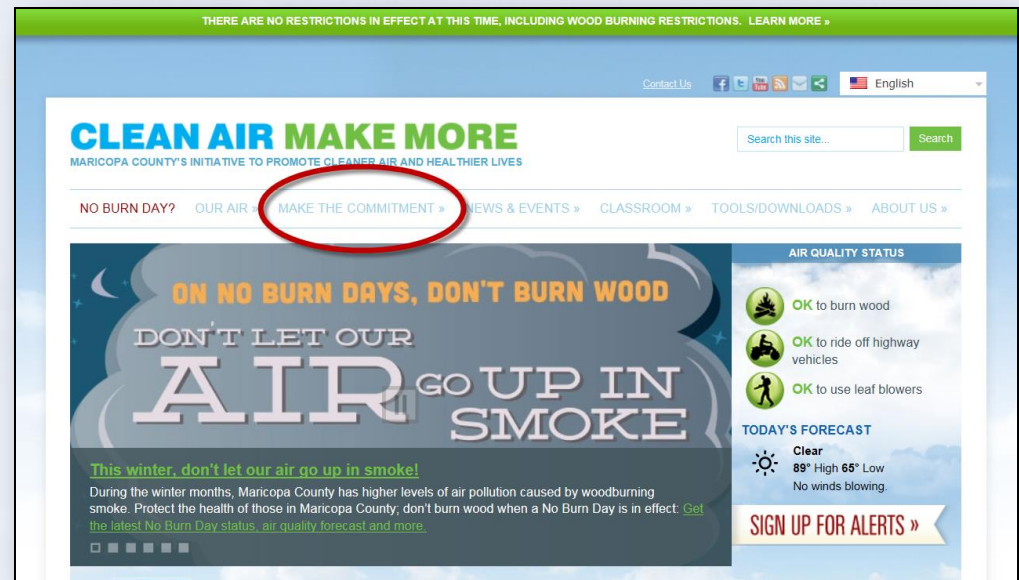 THERE ARE NO RESTRICTIONS IN EFFECT AT THIS TIME, INCLUDING WOOD BURNING RESTRICTIONS. LEARN MORE »
Contact Us
English
CLEAN AIR MAKE MORE
MARICOPA COUNTY'S INITIATIVE TO PROMOTE CLEANER AIR AND HEALTHIER LIVES
Search this site...
Search
NO BURN DAY? OUR AIR » MAKE THE COMMITMENT » NEWS & EVENTS » CLASSROOM » TOOLS/DOWNLOADS » ABOUT US »
ON NO BURN DAYS, DON'T BURN WOOD
DON'T LET OUR
AIR GO UP IN
SMOKE
This winter, don't let our air go up in smoke!
During the winter months, Maricopa County has higher levels of air pollution caused by woodburning
smoke. Protect the health of those in Maricopa County; don't burn wood when a No Burn Day is in effect: Get
the latest No Burn Day status, air quality forecast and more.
AIR QUALITY STATUS
OK to burn wood
OK to ride off highway
vehicles
OK to use leaf blowers
TODAY'S FORECAST
Clear
89° High 65° Low
No winds blowing.
SIGN UP FOR ALERTS »